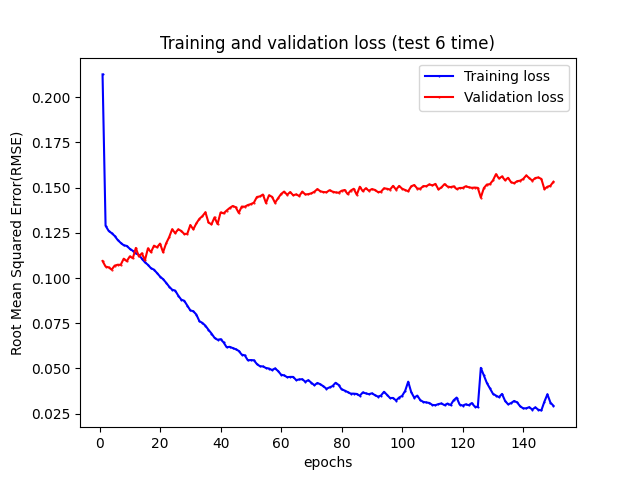 Training and validation loss (test 6 time)
Training loss
Validation loss
Root Mean Squared Error(RMSE)
0.200
0.175
0.150
0.125
0.100
0.075
0.050
0.025
0 20 40 60 80 100 120 140
epochs